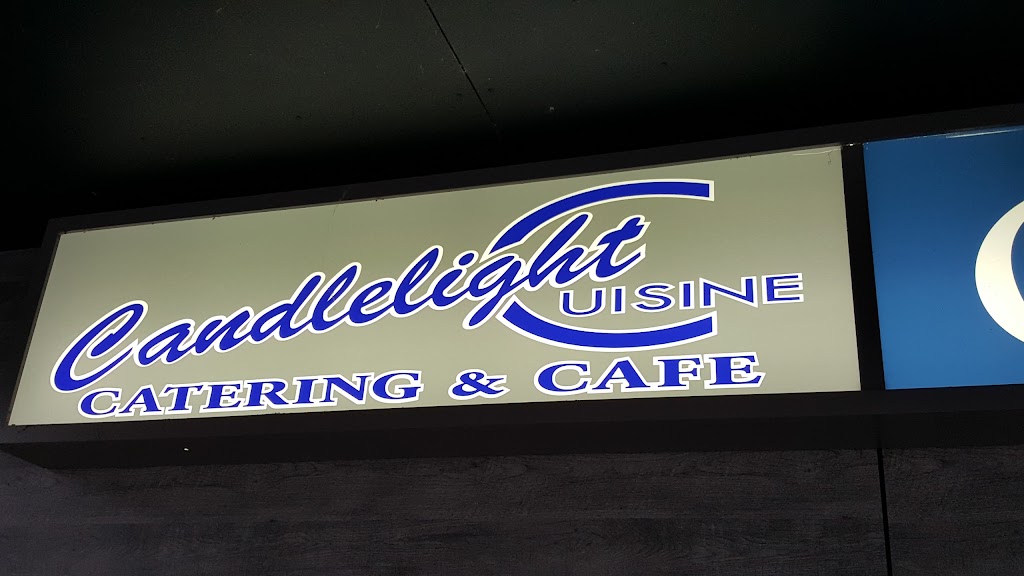 Candlelight CUISINE
CATERING & CAFE